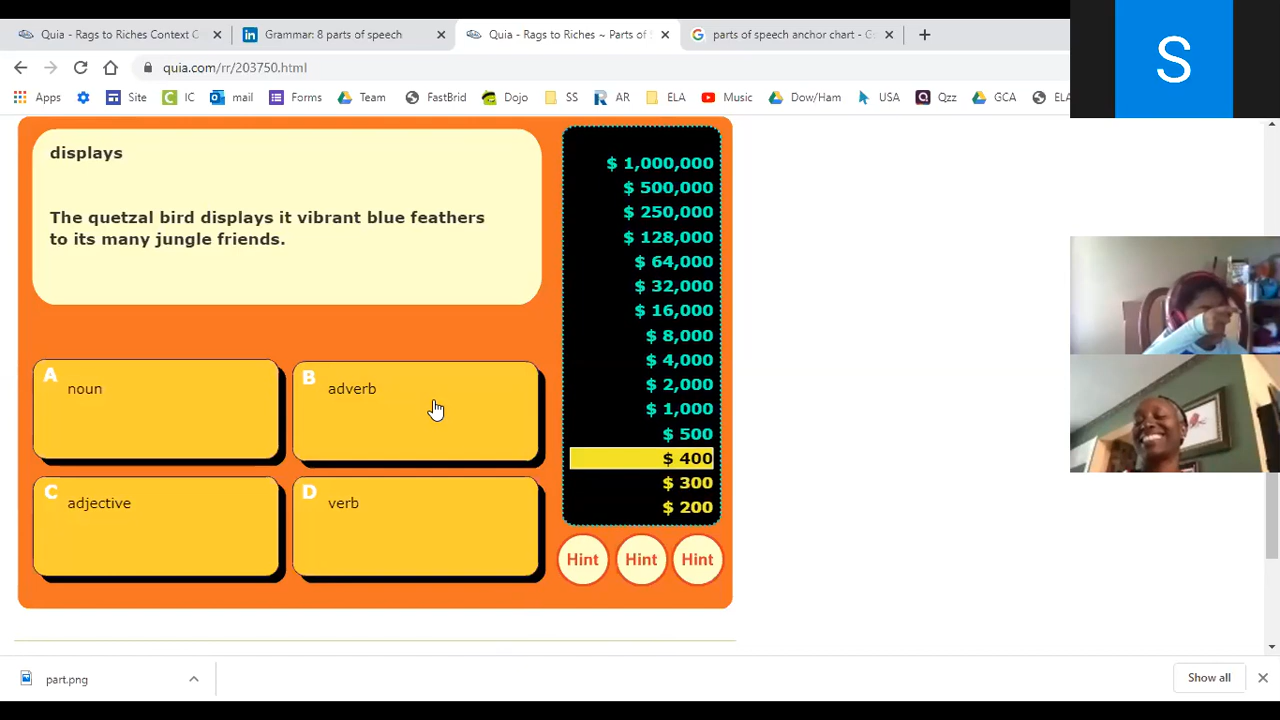 Quia - Rags to Riches Context C
Grammar: 8 parts of speech
Quia - Rags to Riches ~ Parts of
parts of speech anchor chart - G
quia.com/rr/203750.html
Apps Site IC mail Forms Team FastBrid Dojo SS AR ELA Music Dow/Ham USA Qzz GCA ELA
S
displays
The quetzal bird displays it vibrant blue feathers
to its many jungle friends.
A noun
B adverb
C adjective
D verb
$ 1,000,000
$ 500,000
$ 250,000
$ 128,000
$ 64,000
$ 32,000
$ 16,000
$ 8,000
$ 4,000
$ 2,000
$ 1,000
$ 500
$ 400
$ 300
$ 200
Hint Hint Hint
part.png
Show all